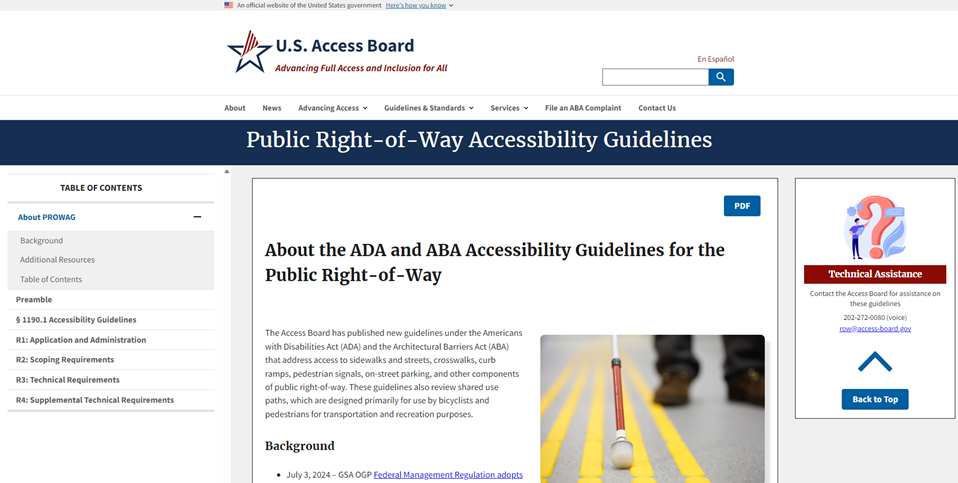 An official website of the United States government Here's how you know
U.S. Access Board
Advancing Full Access and Inclusion for All
En Español
About News Advancing Access Guidelines & Standards Services File an ABA Complaint Contact Us
Public Right-of-Way Accessibility Guidelines
TABLE OF CONTENTS
About PROWAG
Background
Additional Resources
Table of Contents
Preamble
§ 1190.1 Accessibility Guidelines
R1: Application and Administration
R2: Scoping Requirements
R3: Technical Requirements
R4: Supplemental Technical Requirements
PDF
About the ADA and ABA Accessibility Guidelines for the
Public Right-of-Way
The Access Board has published new guidelines under the Americans
with Disabilities Act (ADA) and the Architectural Barriers Act (ABA)
that address access to sidewalks and streets, crosswalks, curb
ramps, pedestrian signals, on-street parking, and other components
of public right-of-way. These guidelines also review shared use
paths, which are designed primarily for use by bicyclists and
pedestrians for transportation and recreation purposes.
Background
July 3, 2024 – GSA OGP Federal Management Regulation adopts
Technical Assistance
Contact the Access Board for assistance on
these guidelines
202-272-0080 (voice)
row@access-board.gov
Back to Top